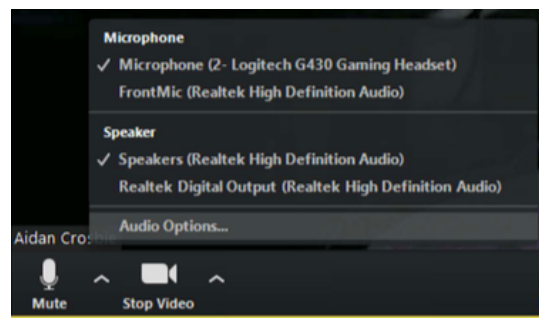 Microphone
Microphone (2- Logitech G430 Gaming Headset)
FrontMic (Realtek High Definition Audio)
Speaker
Speakers (Realtek High Definition Audio)
Realtek Digital Output (Realtek High Definition Audio)
Audio Options...
Aidan Crosbie
Mute
Stop Video